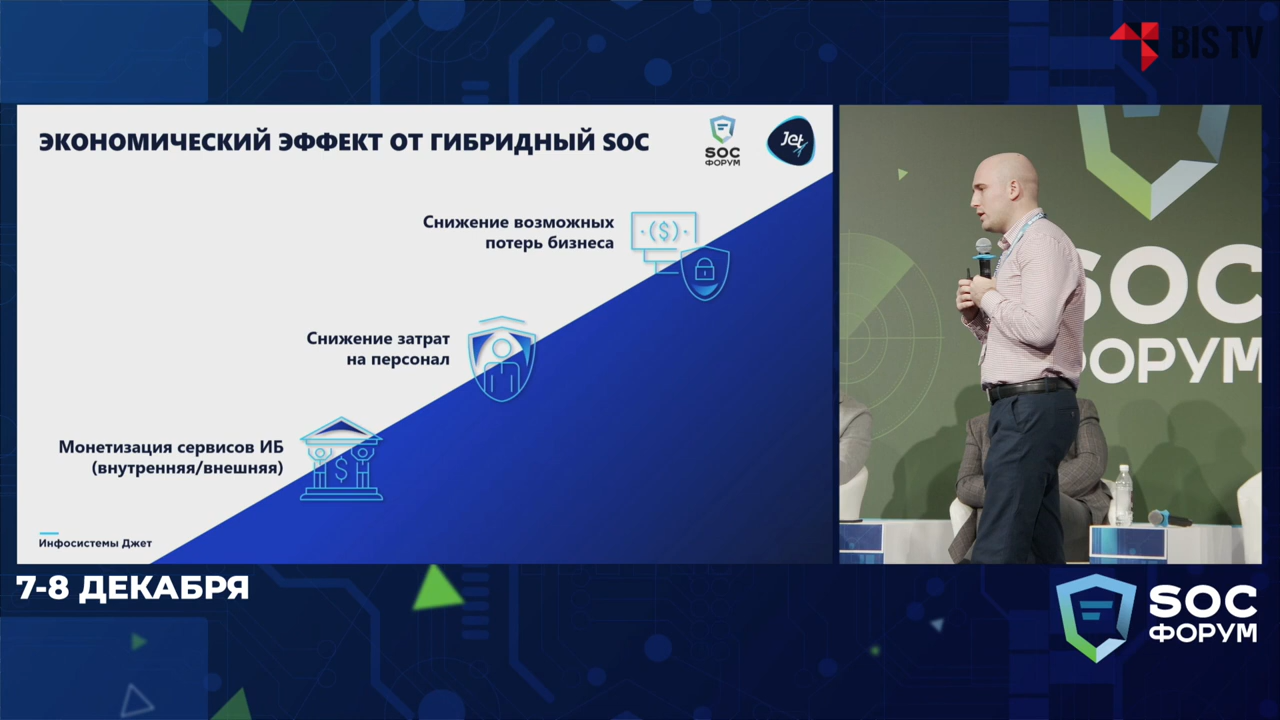 BIS TV
ЭКОНОМИЧЕСКИЙ ЭФФЕКТ ОТ ГИБРИДНЫЙ SOC
SOC
ФОРУМ
Jet
Снижение возможных
потерь бизнеса
Снижение затрат
на персонал
Монетизация сервисов ИБ
(внутренняя/внешняя)
Инфосистемы Джет
SOC
ФОРУМ
7-8 ДЕКАБРЯ
SOC
ФОРУМ